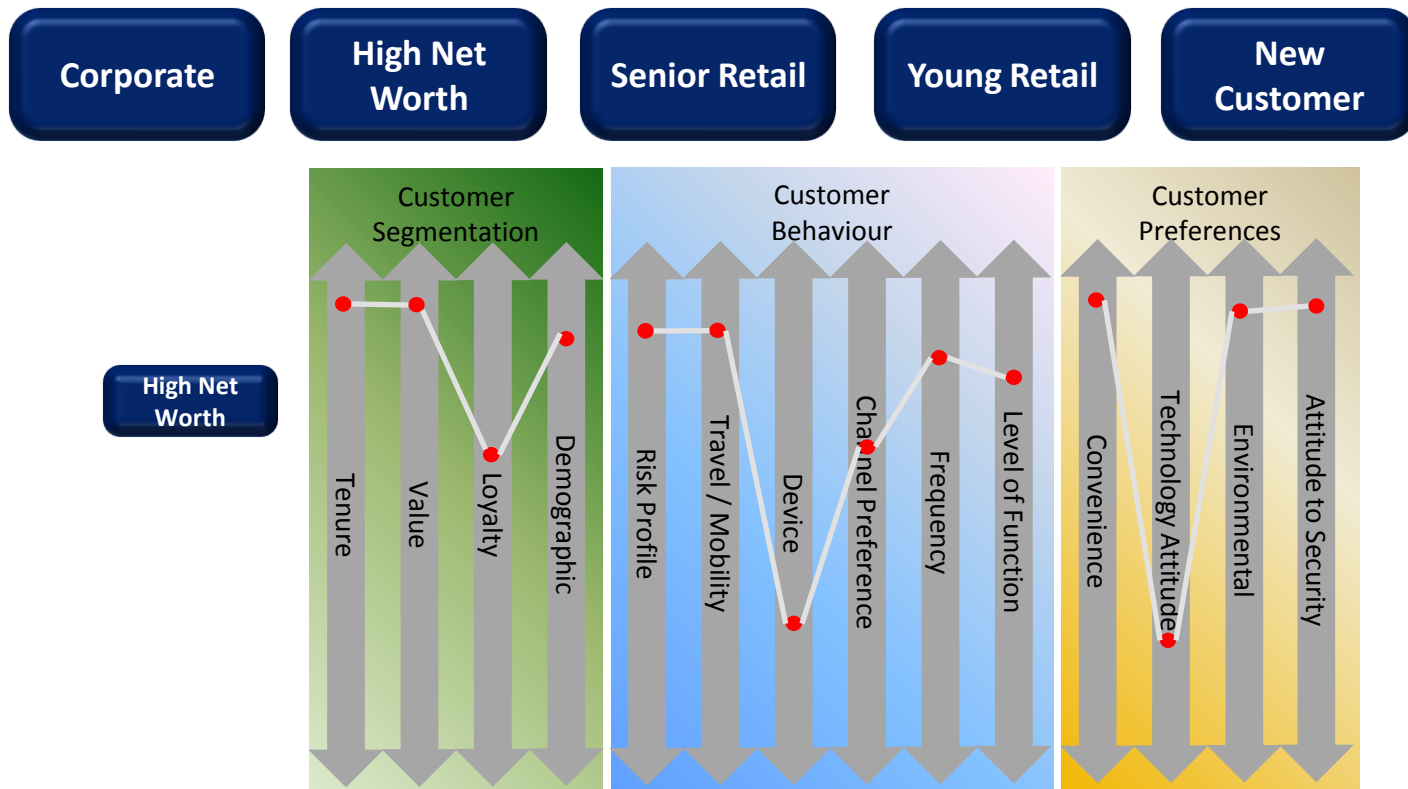 Corporate
High Net
Worth
Senior Retail
Young Retail
New
Customer
Customer
Segmentation
Customer
Behaviour
Customer
Preferences
High Net
Worth
Tenure
Value
Loyalty
Demographic
Risk Profile
Travel / Mobility
Device
Channel Preference
Frequency
Level of Function
Convenience
Technology Attitude
Environmental
Attitude to Security